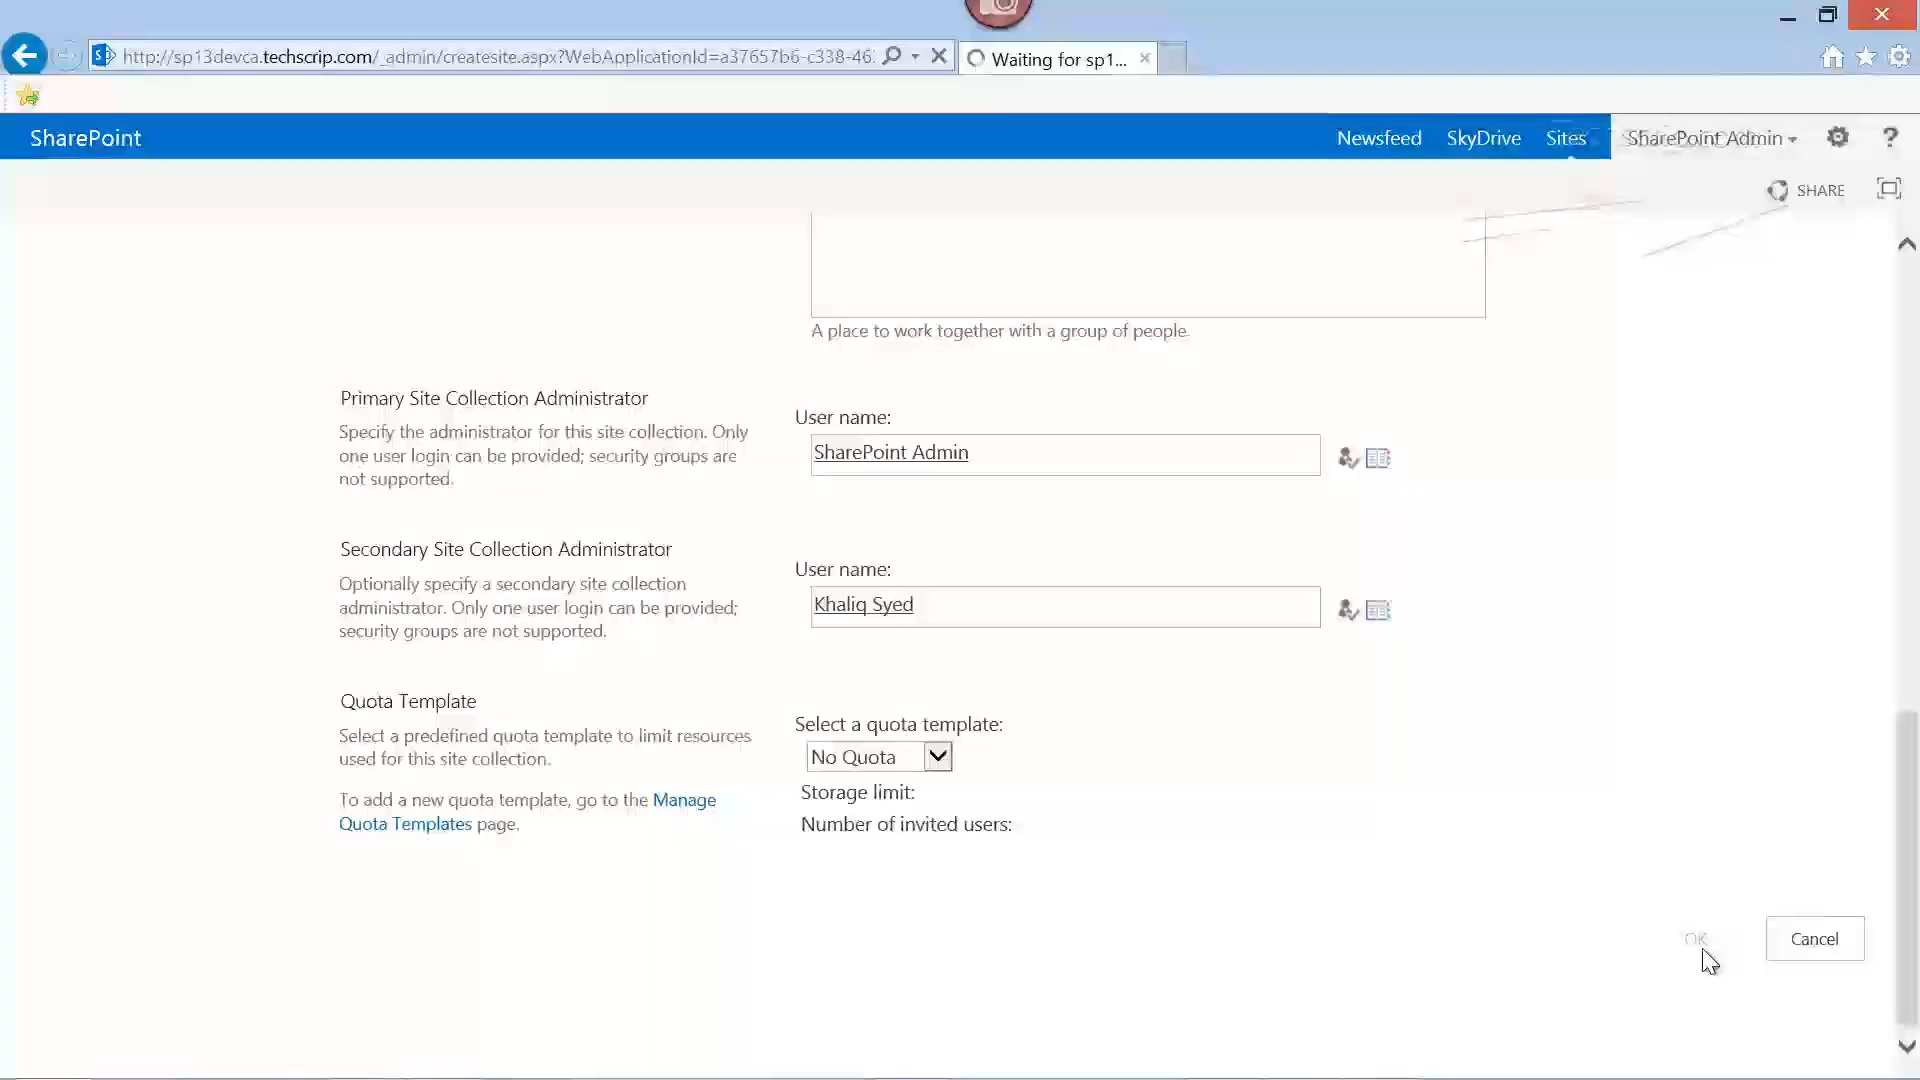 http://sp13devca.techscrip.com/_admin/createsite.aspx?WebApplicationId=a37657b6-c338-46
Waiting for sp1...
SharePoint
Newsfeed SkyDrive Sites SharePoint Admin ?
SHARE
A place to work together with a group of people.
Primary Site Collection Administrator
Specify the administrator for this site collection. Only
one user login can be provided; security groups are
not supported.
User name:
SharePoint Admin
Secondary Site Collection Administrator
Optionally specify a secondary site collection
administrator. Only one user login can be provided;
security groups are not supported.
User name:
Khaliq Syed
Quota Template
Select a predefined quota template to limit resources
used for this site collection.
To add a new quota template, go to the Manage
Quota Templates page.
Select a quota template:
No Quota
Storage limit:
Number of invited users:
OK
Cancel